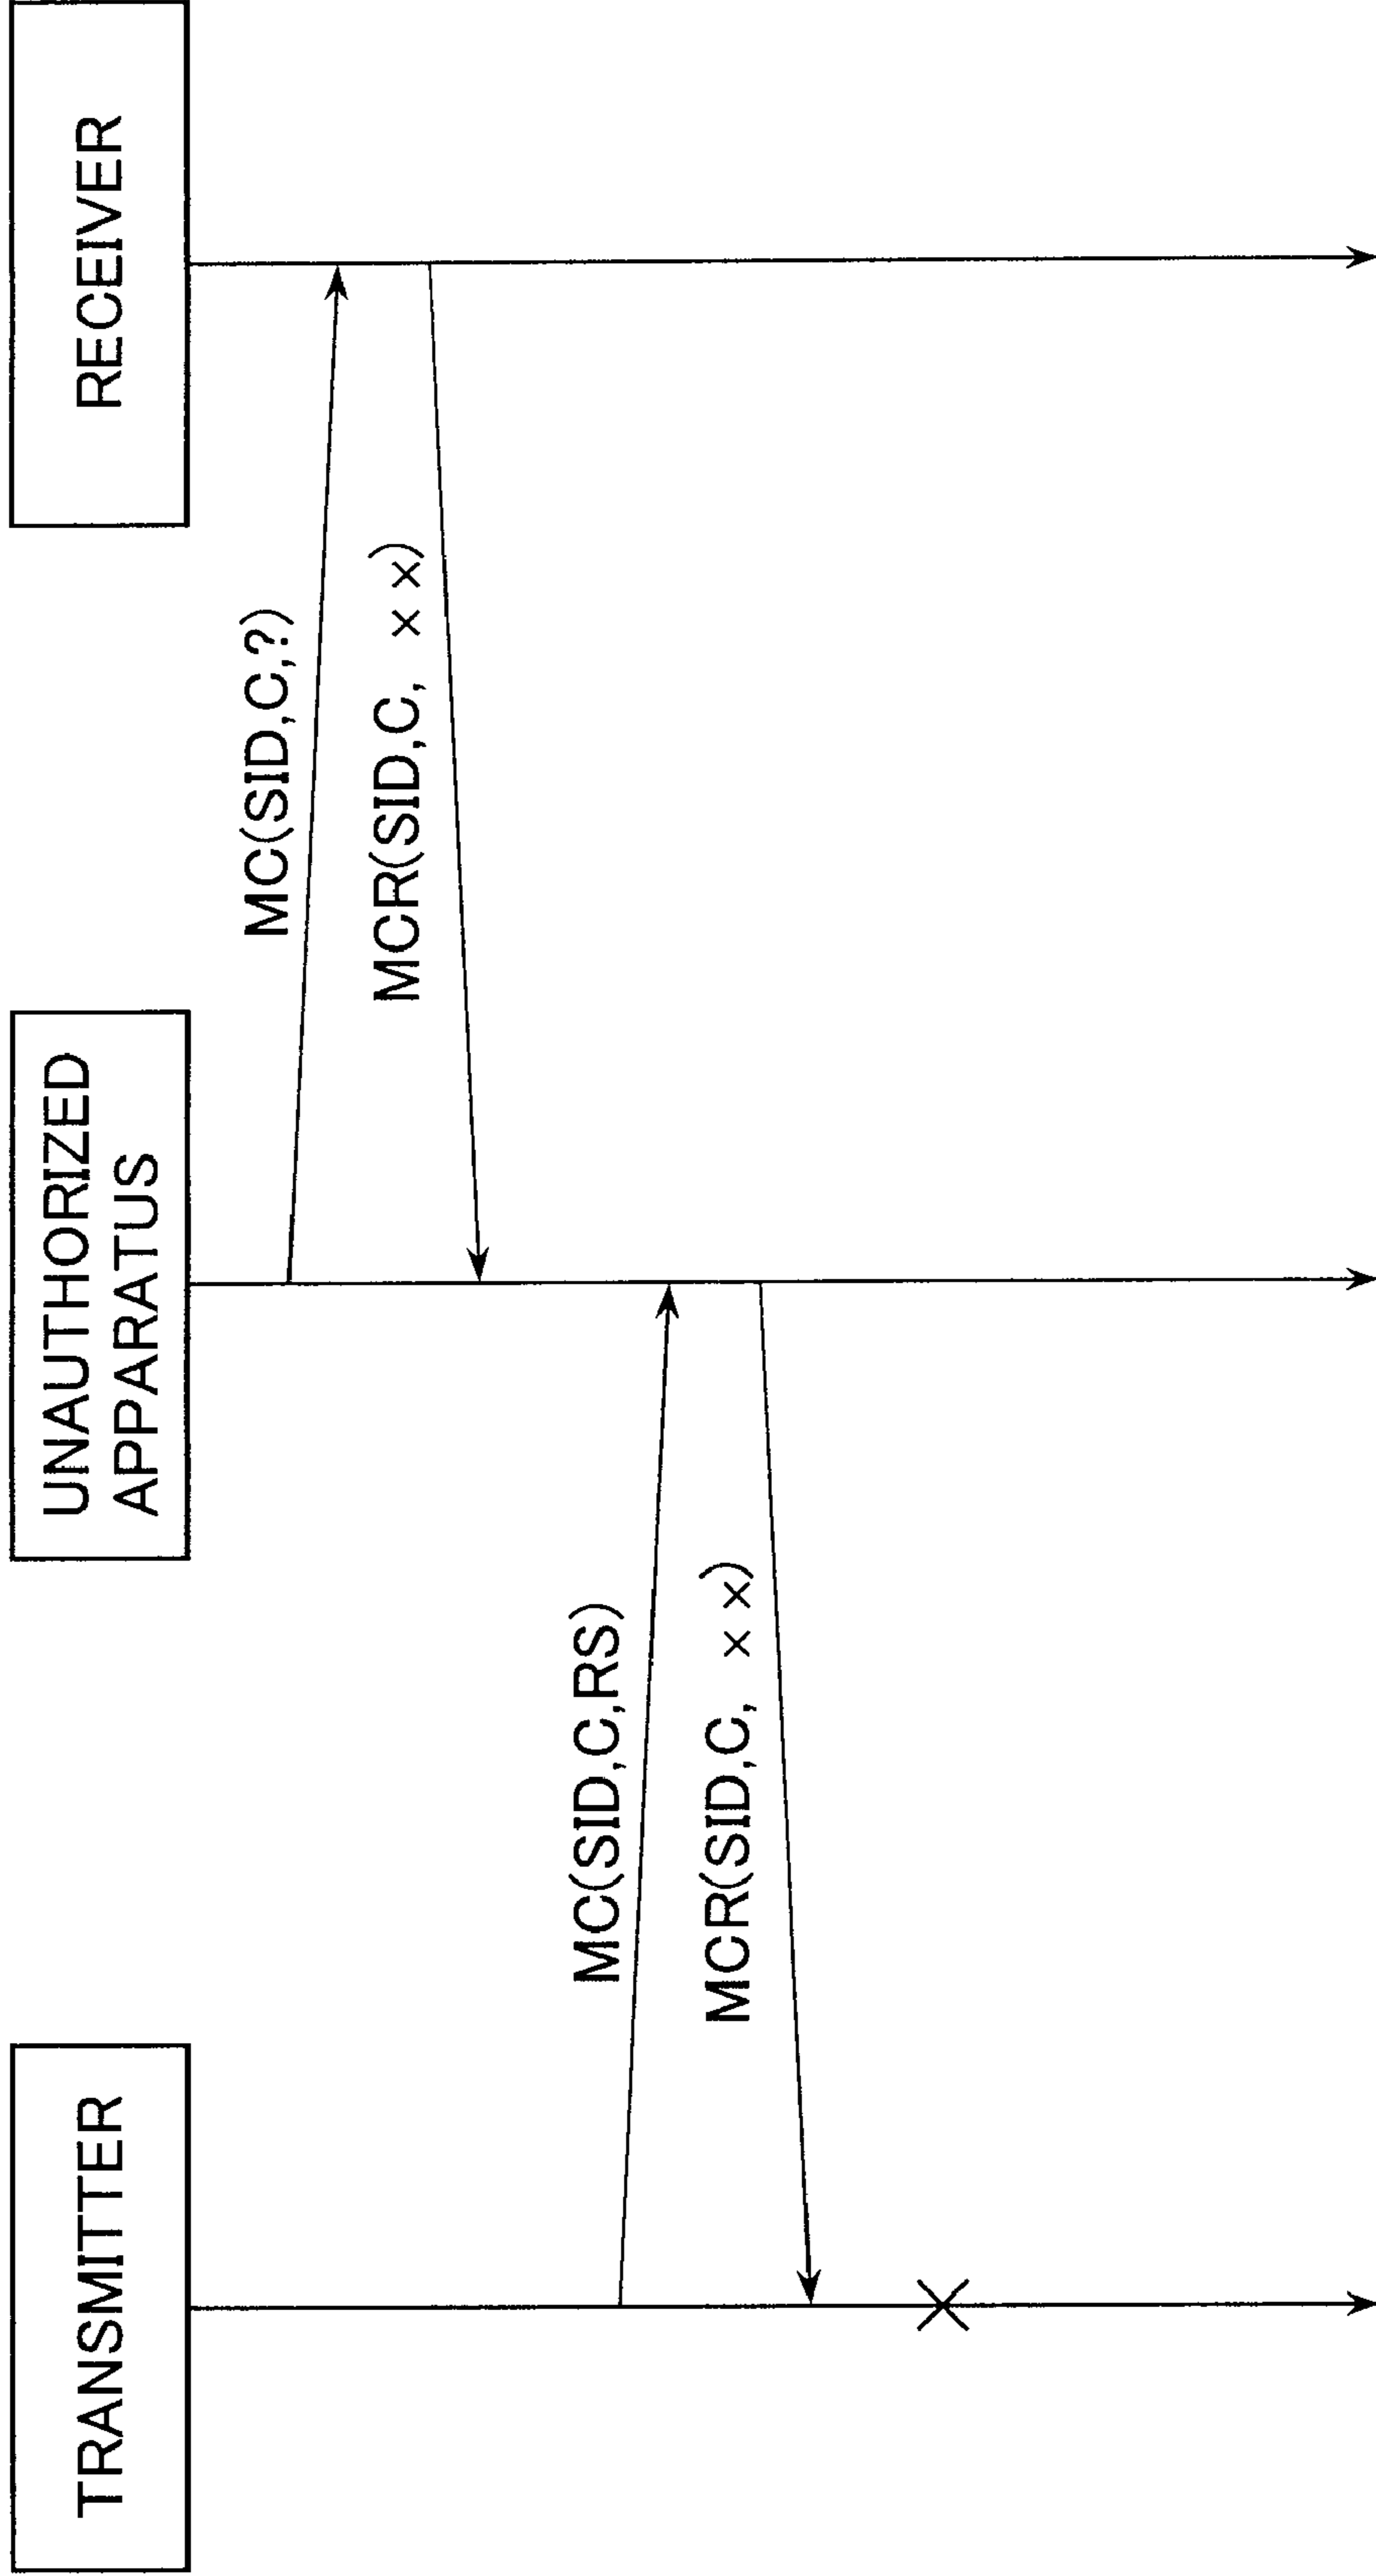 TRANSMITTER
UNAUTHORIZED
APPARATUS
RECEIVER
MC(SID,C,?)
MCR(SID,C, ××)
MC(SID,C,RS)
MCR(SID,C, ××)